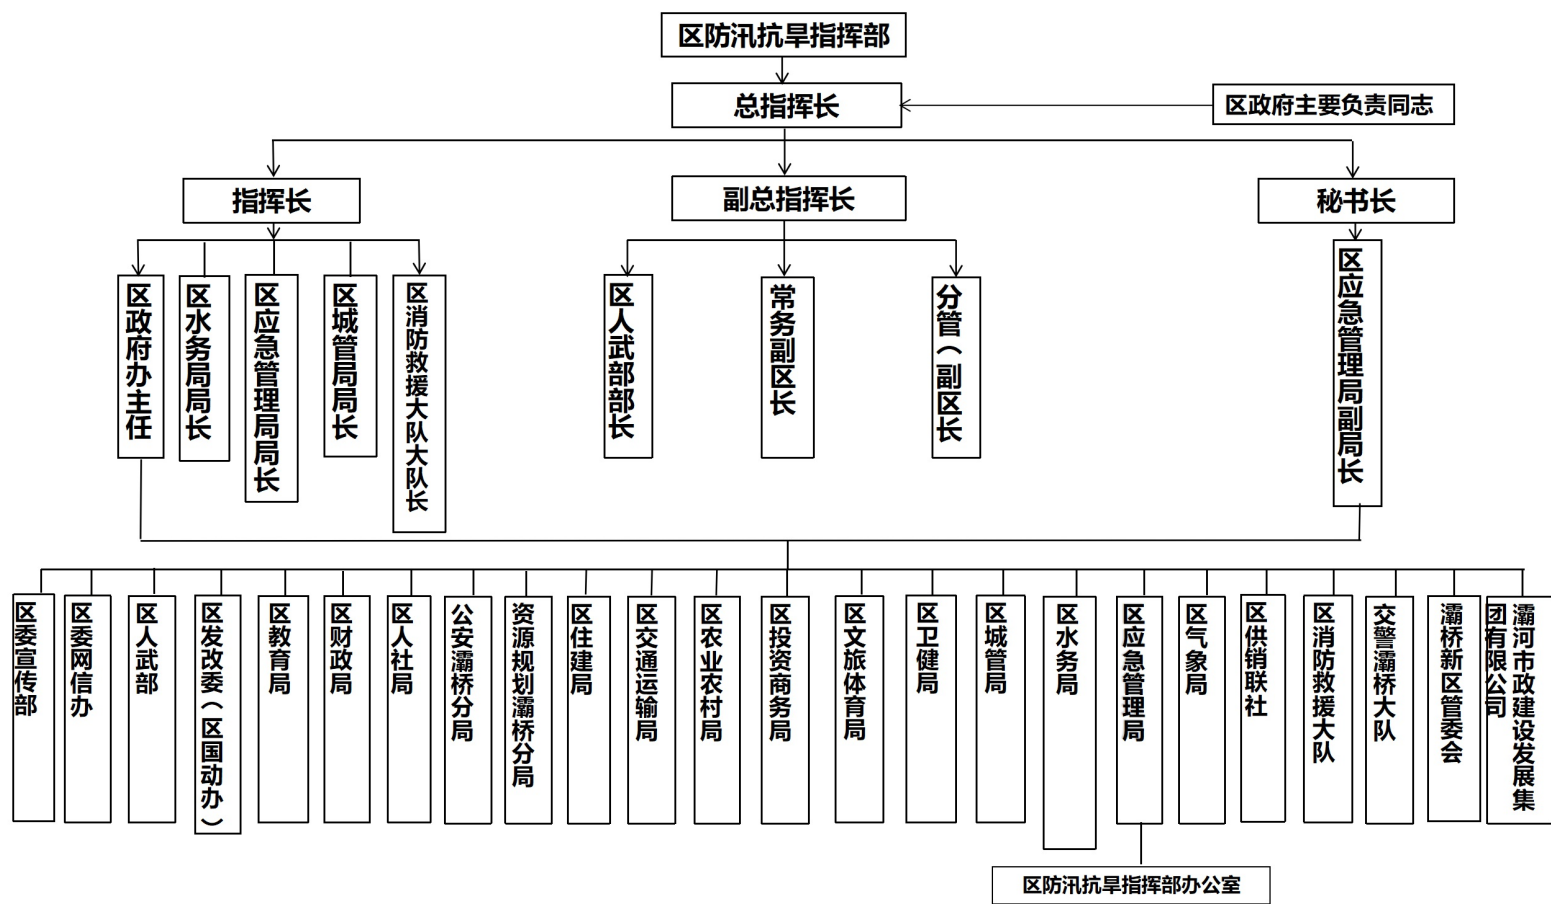 区防汛抗旱指挥部
总指挥长
区政府主要负责同志
指挥长
副总指挥长
秘书长
区政府办主任
区水务局局长
区应急管理局局长
区城管局局长
区消防救援大队大队长
区人武部部长
常务副区长
分管（副区长
区应急管理局副局长
区委宣传部
区委网信办
区人武部
区发改委（区国动办）
区教育局
区财政局
区人社局
公安灞桥分局
资源规划灞桥分局
区住建局
区交通运输局
区农业农村局
区投资商务局
区文旅体育局
区卫健局
区城管局
区水务局
区应急管理局
区气象局
区供销联社
区消防救援大队
交警灞桥大队
灞桥新区管委会
灞河市政建设发展集
团有限公司
区防汛抗旱指挥部办公室